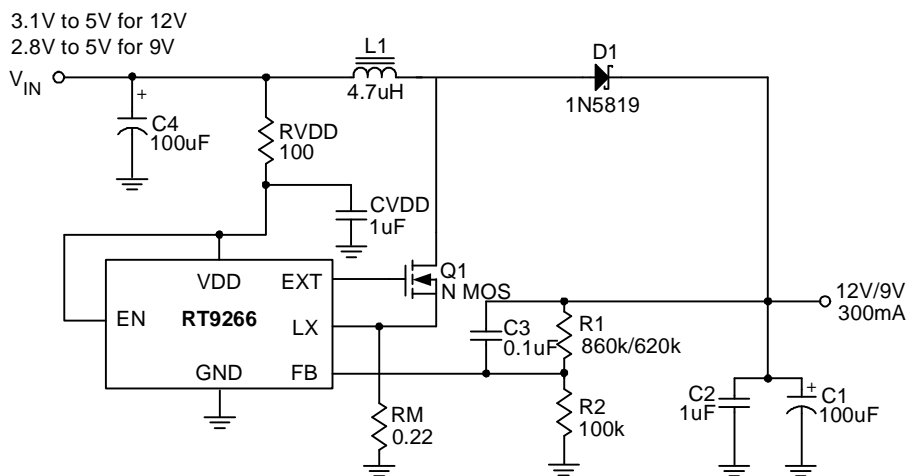 3.1V to 5V for 12V
2.8V to 5V for 9V
VIN
L1
4.7uH
D1
1N5819
+
C4
100uF
RVDD
100
CVDD
1uF
VDD
EXT
Q1
N MOS
EN
RT9266
LX
GND
FB
C3
0.1uF
R1
860k/620k
12V/9V
300mA
RM
0.22
R2
100k
C2
1uF
+
C1
100uF